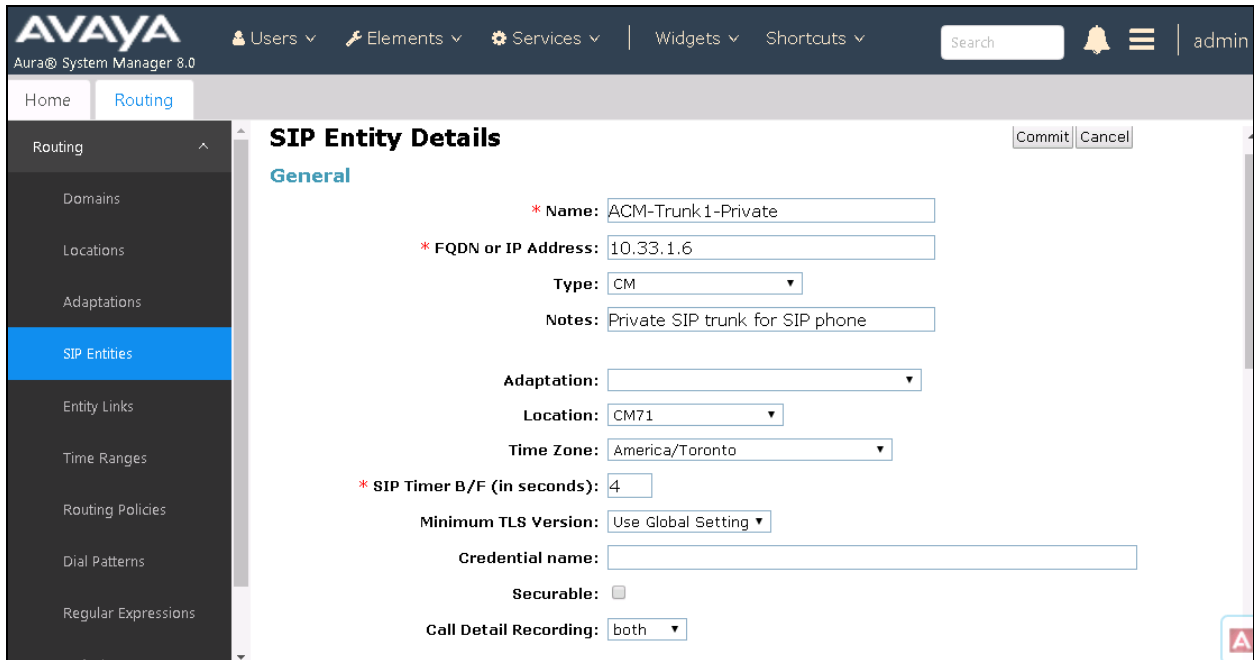 AVAYA
Aura® System Manager 8.0
Users Elements Services | Widgets Shortcuts Search admin
Home Routing
Routing
Domains
Locations
Adaptations
SIP Entities
Entity Links
Time Ranges
Routing Policies
Dial Patterns
Regular Expressions
SIP Entity Details
Commit Cancel
General
* Name: ACM-Trunk1-Private
* FQDN or IP Address: 10.33.1.6
Type: CM
Notes: Private SIP trunk for SIP phone
Adaptation:
Location: CM71
Time Zone: America/Toronto
* SIP Timer B/F (in seconds): 4
Minimum TLS Version: Use Global Setting
Credential name:
Securable:
Call Detail Recording: both